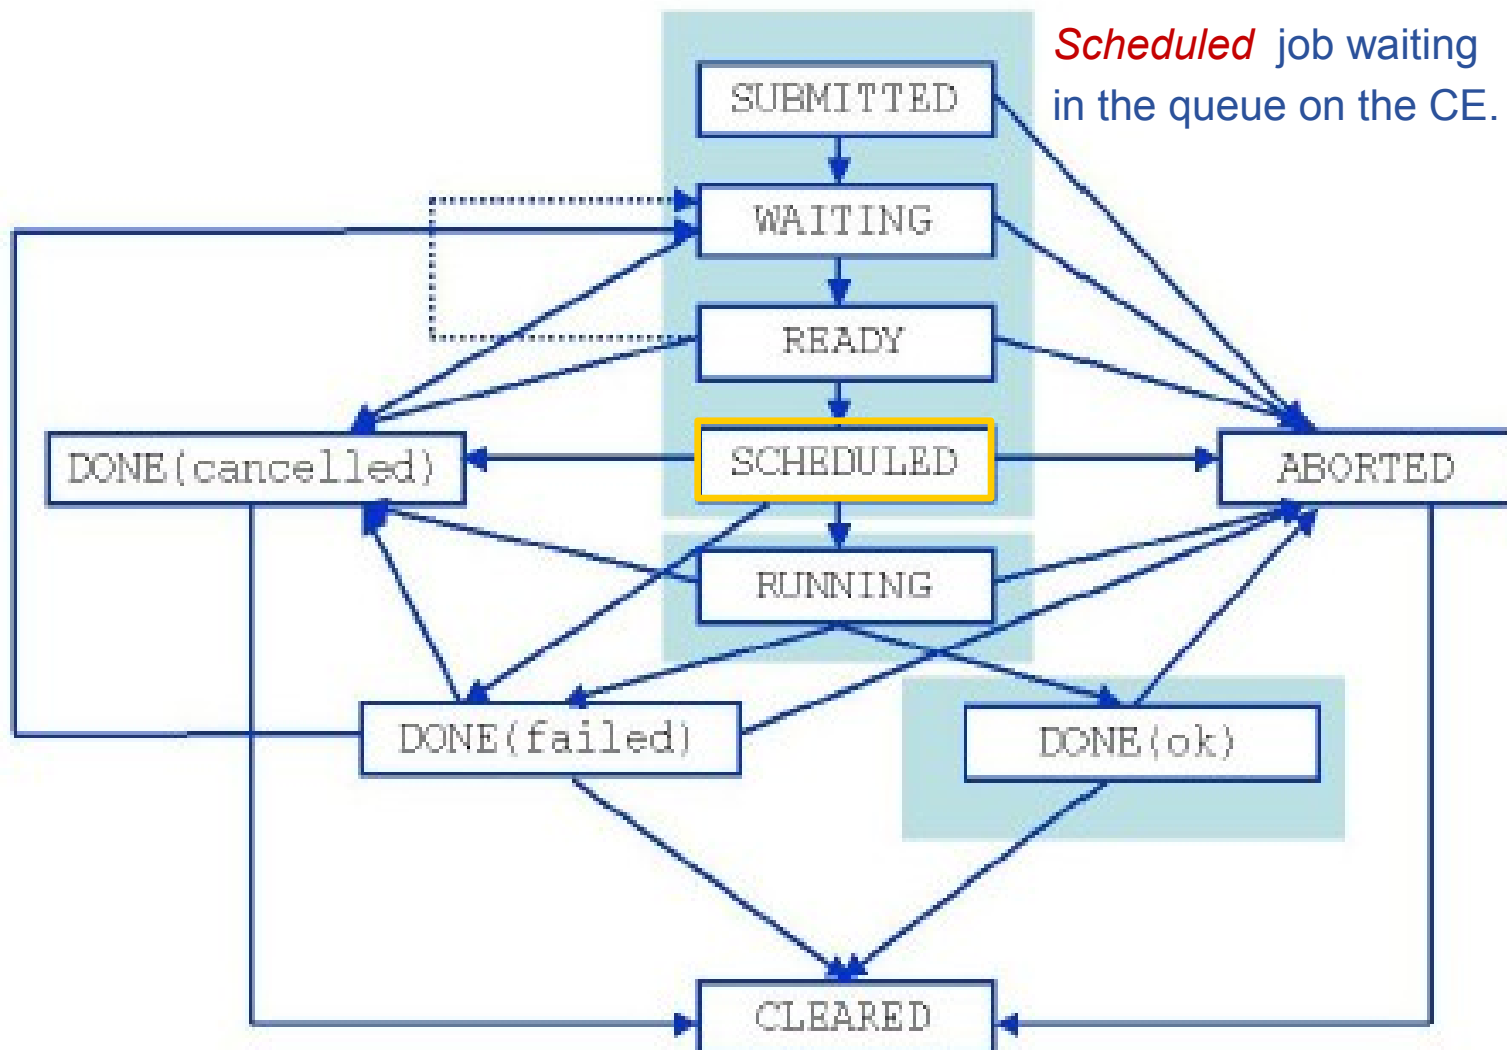 Scheduled job waiting
in the queue on the CE.
SUBMITTED
WAITING
READY
DONE(cancelled)
SCHEDULED
ABORTED
RUNNING
DONE(failed)
DONE(ok)
CLEARED